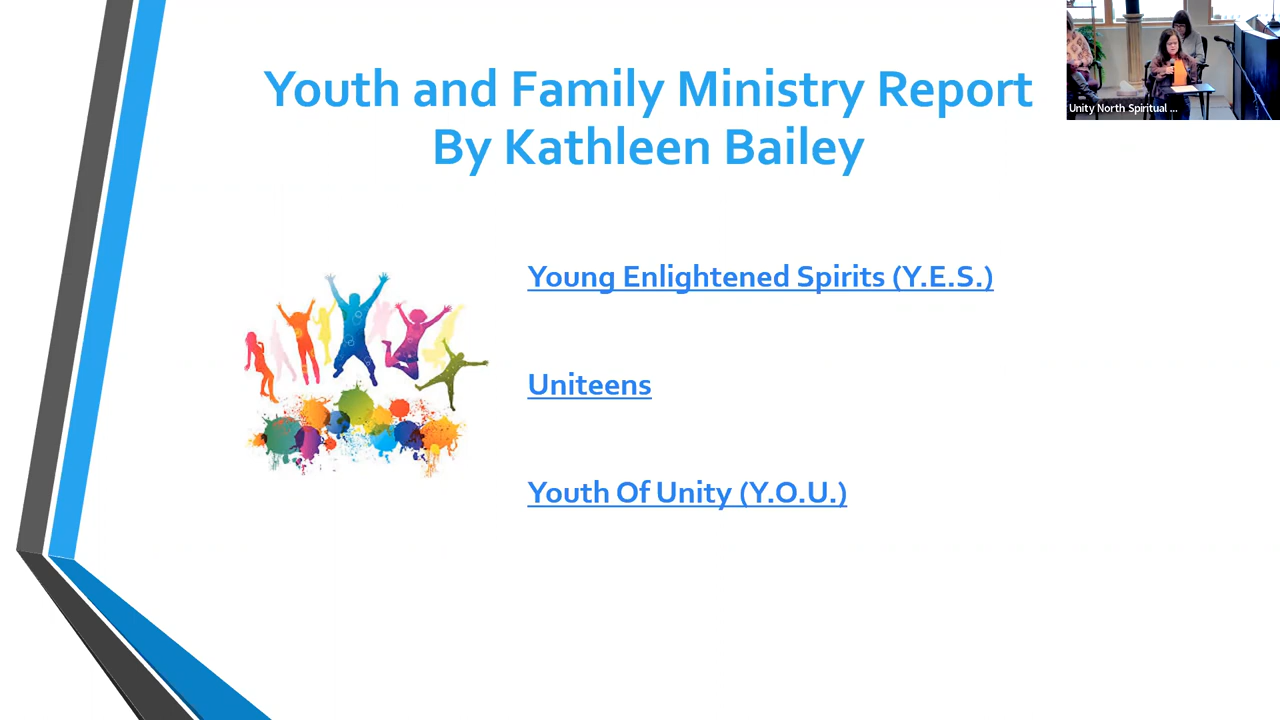 Youth and Family Ministry Report
By Kathleen Bailey
Unity North Spiritual ...
Young Enlightened Spirits (Y.E.S.)
Uniteens
Youth Of Unity (Y.O.U.)